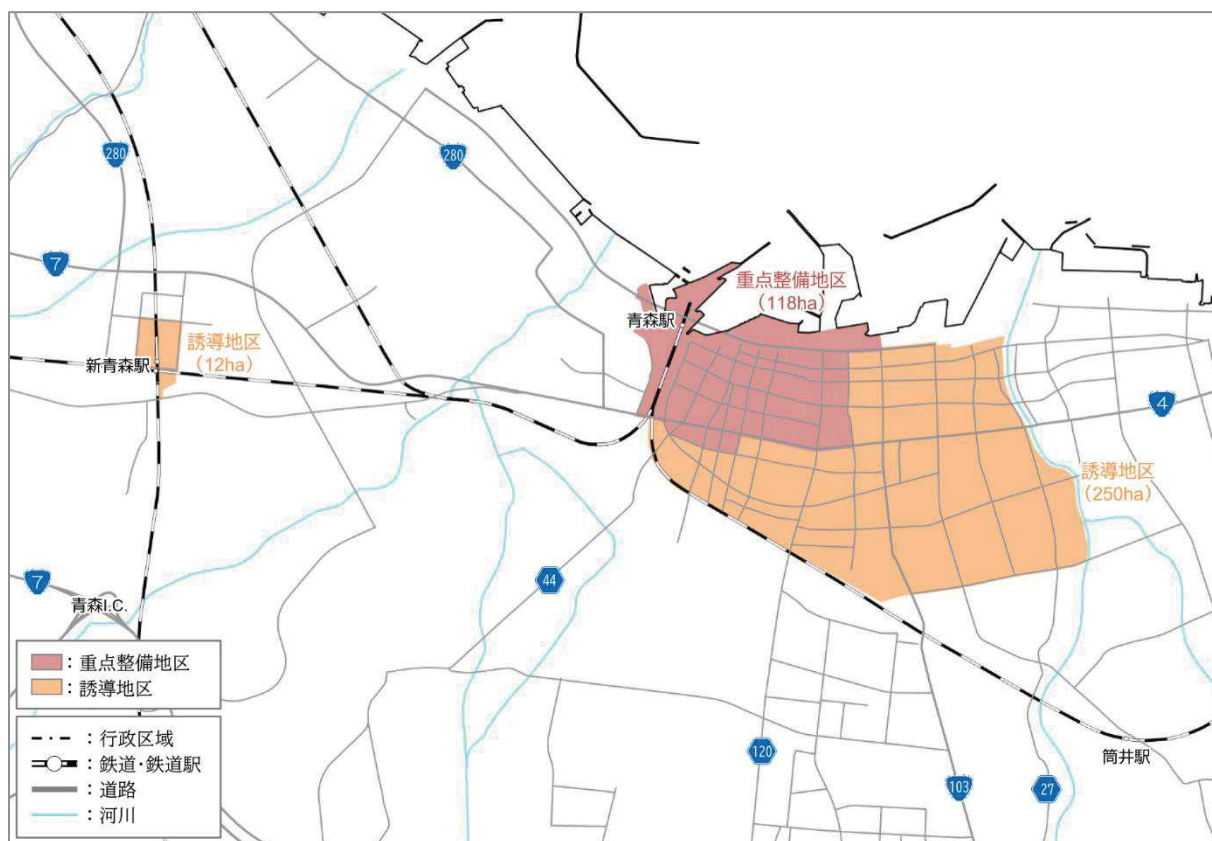 280
280
7
重点整備地区
（118ha）
青森駅
誘導地区
（12ha）
新青森駅
4
誘導地区
（250ha）
44
7
青森I.C.
120
103
27
筒井駅
：重点整備地区
：誘導地区
：行政区域
：鉄道・鉄道駅
：道路
：河川